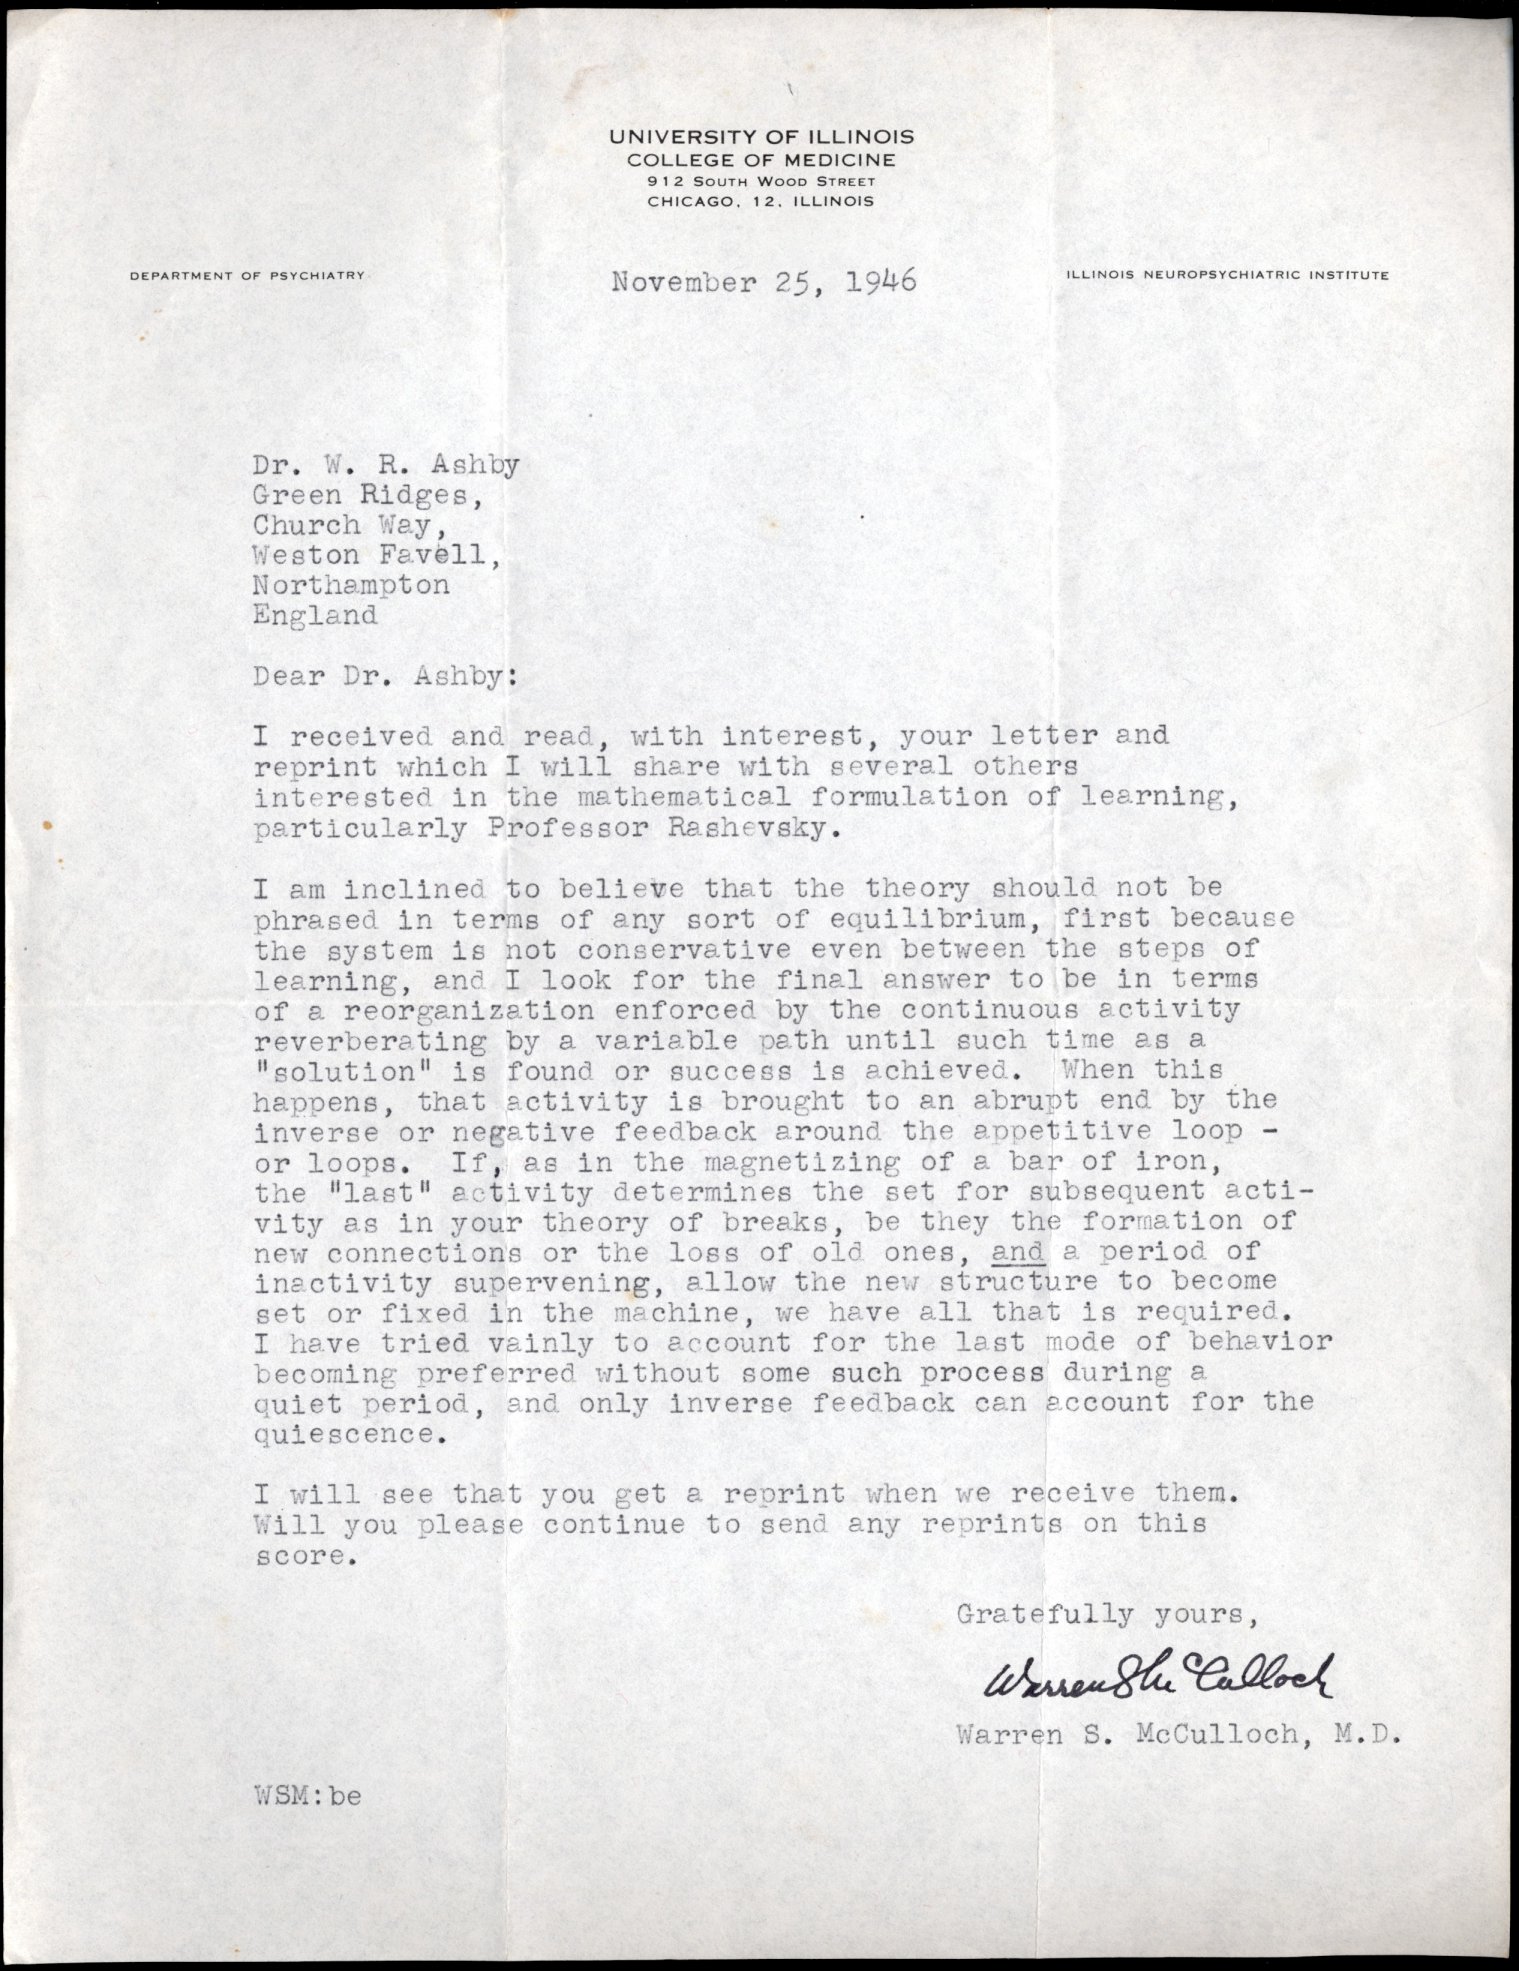 UNIVERSITY OF ILLINOIS
COLLEGE OF MEDICINE
912 SOUTH WOOD STREET
CHICAGO, 12, ILLINOIS
DEPARTMENT OF PSYCHIATRY
November 25, 1946
ILLINOIS NEUROPSYCHIATRIC INSTITUTE
Dr. W. R. Ashby
Green Ridges,
Church Way,
Weston Favell,
Northampton
England
Dear Dr. Ashby:
I received and read, with interest, your letter and
reprint which I will share with several others
interested in the mathematical formulation of learning,
particularly Professor Rashevsky.
I am inclined to believe that the theory should not be
phrased in terms of any sort of equilibrium, first because
the system is not conservative even between the steps of
learning, and I look for the final answer to be in terms
of a reorganization enforced by the continuous activity
reverberating by a variable path until such time as a
"solution" is found or success is achieved. When this
happens, that activity is brought to an abrupt end by the
inverse or negative feedback around the appetitive loop -
or loops. If, as in the magnetizing of a bar of iron,
the "last" activity determines the set for subsequent acti-
vity as in your theory of breaks, be they the formation of
new connections or the loss of old ones, and a period of
inactivity supervening, allow the new structure to become
set or fixed in the machine, we have all that is required.
I have tried vainly to account for the last mode of behavior
becoming preferred without some such process during a
quiet period, and only inverse feedback can account for the
quiescence.
I will see that you get a reprint when we receive them.
Will you please continue to send any reprints on this
score.
Gratefully yours,
Warren S McCulloch
Warren S. McCulloch, M.D.
WSM:be